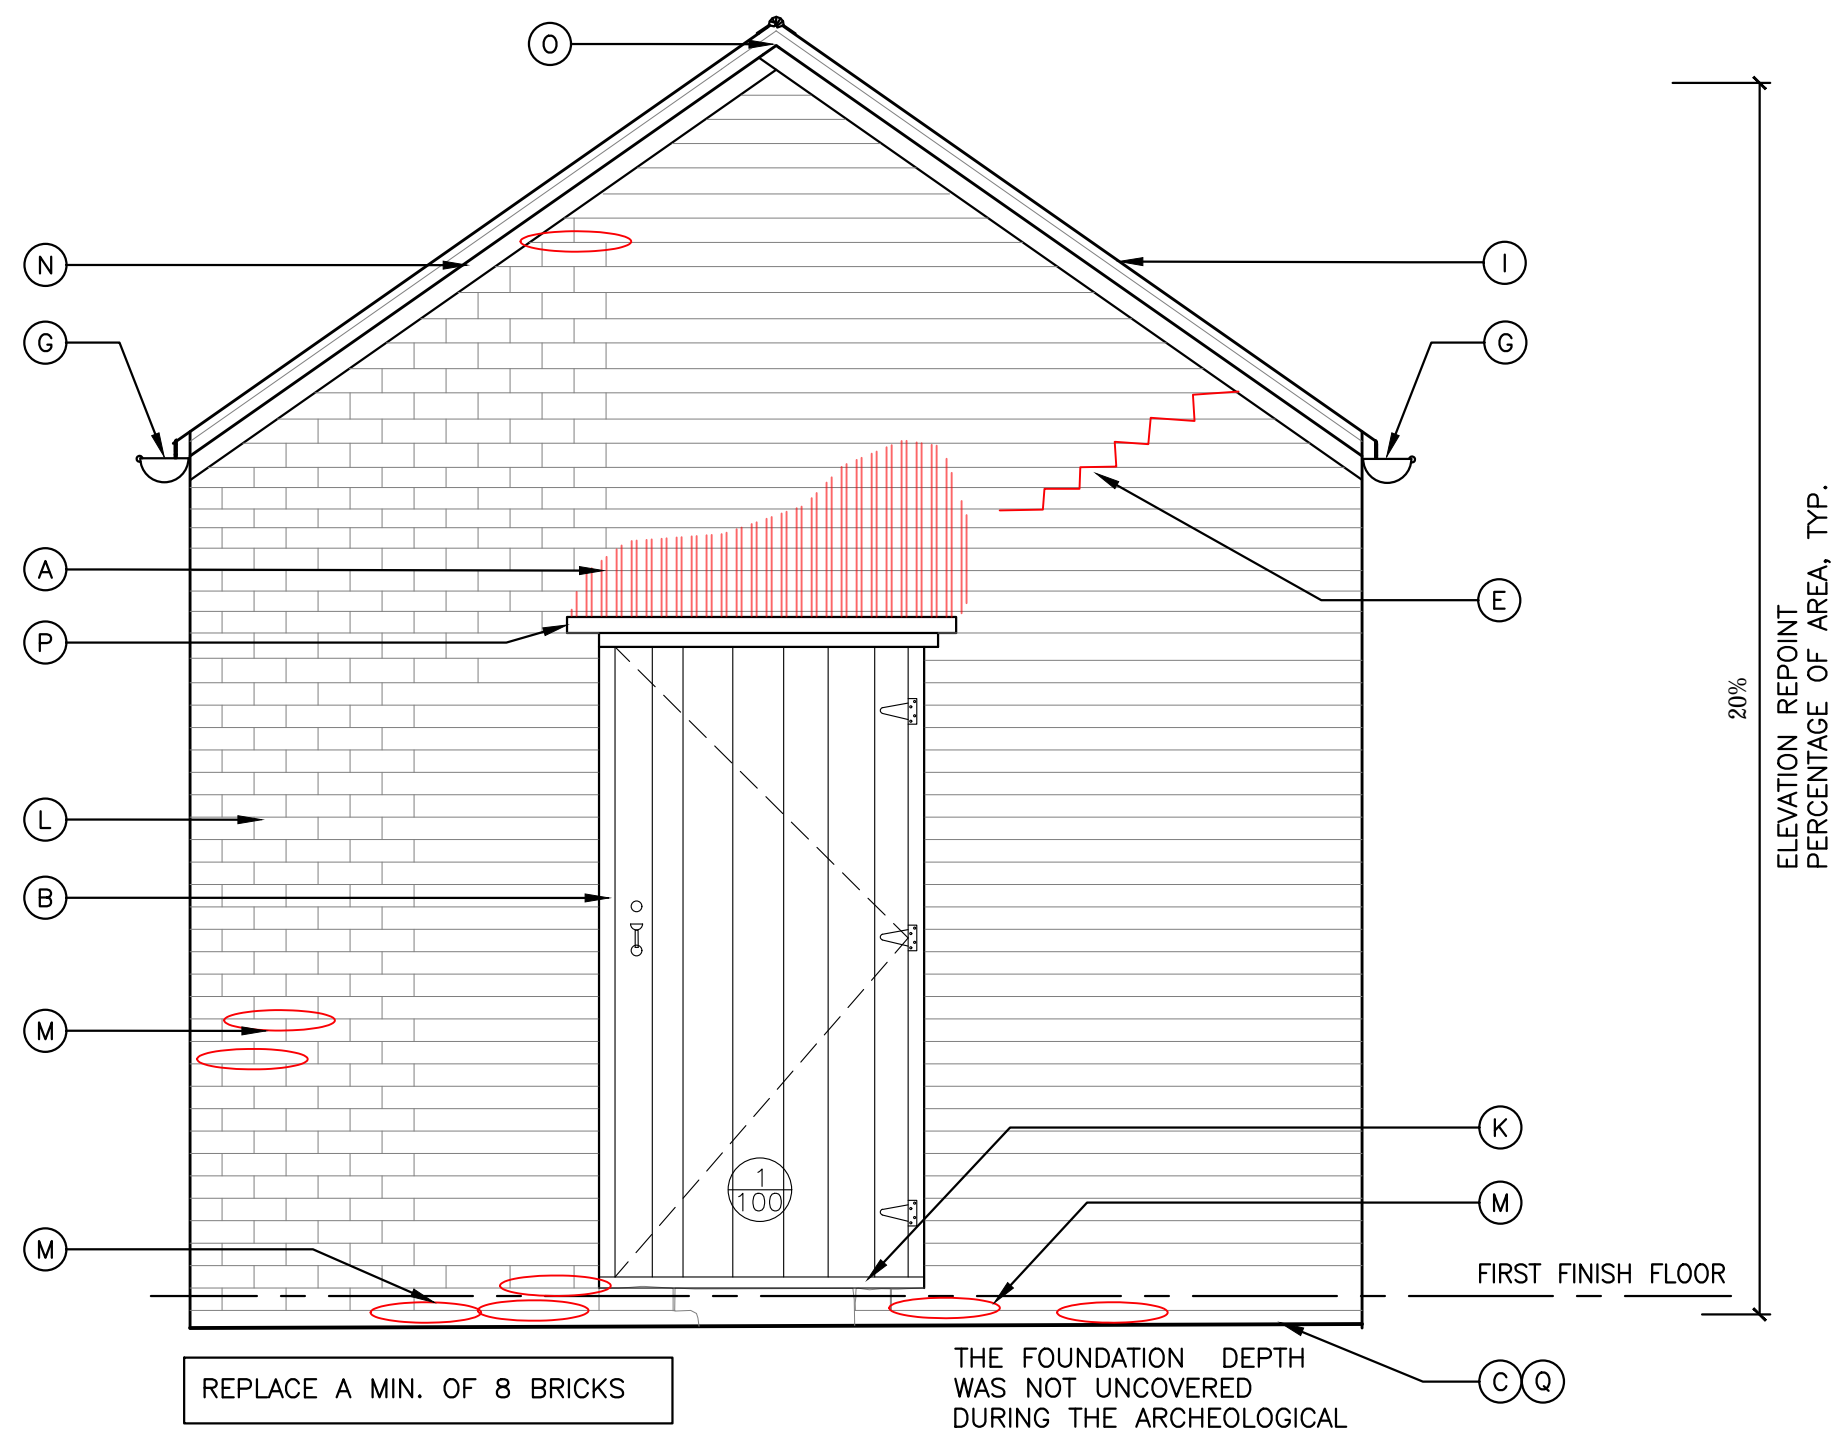 O
N
I
G
G
A
E
P
20%
ELEVATION REPOINT
PERCENTAGE OF AREA, TYP.
L
B
M
K
1
100
M
M
FIRST FINISH FLOOR
C Q
REPLACE A MIN. OF 8 BRICKS
THE FOUNDATION DEPTH
WAS NOT UNCOVERED
DURING THE ARCHEOLOGICAL